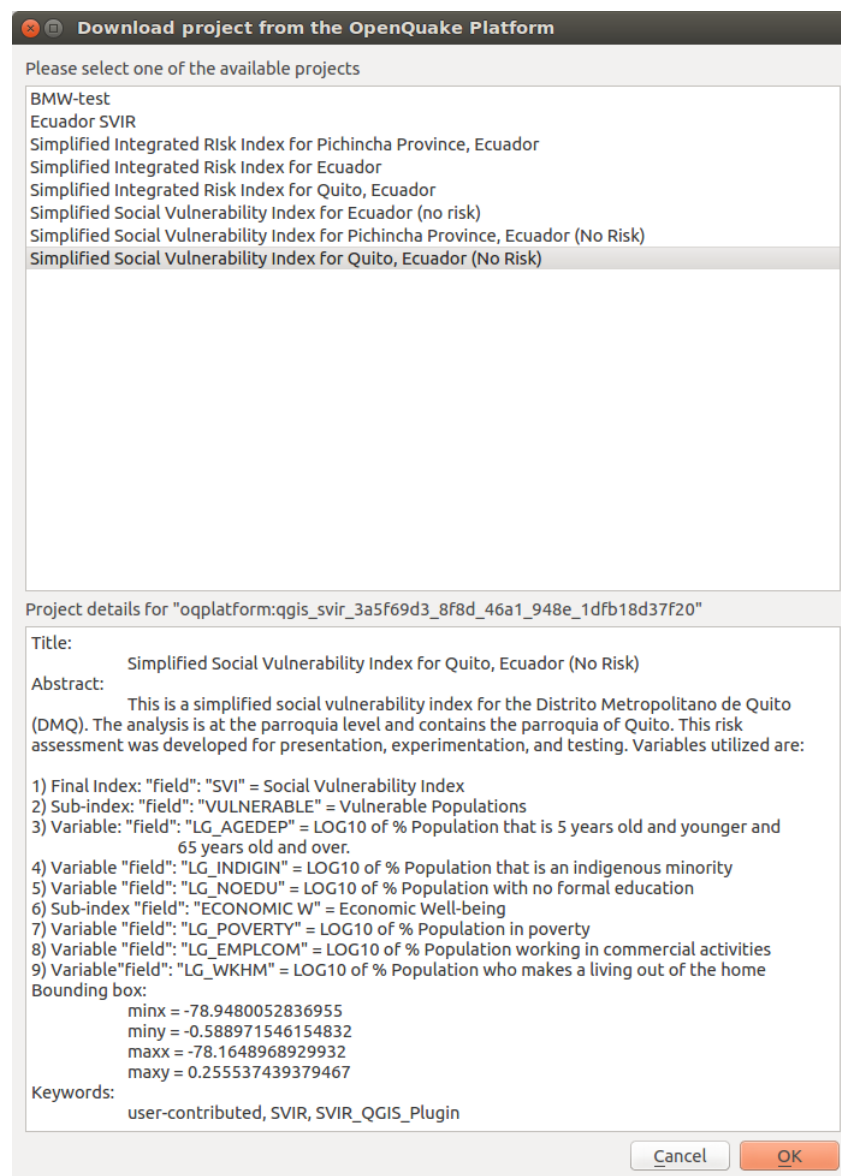 Download project from the OpenQuake Platform
Please select one of the available projects
BMW-test
Ecuador SVIR
Simplified Integrated RIsk Index for Pichincha Province, Ecuador
Simplified Integrated Risk Index for Ecuador
Simplified Integrated Risk Index for Quito, Ecuador
Simplified Social Vulnerability Index for Ecuador (no risk)
Simplified Social Vulnerability Index for Pichincha Province, Ecuador (No Risk)
Simplified Social Vulnerability Index for Quito, Ecuador (No Risk)
Project details for "oqplatform:qgis_svir_3a5f69d3_8f8d_46a1_948e_1dfb18d37f20"
Title:
Simplified Social Vulnerability Index for Quito, Ecuador (No Risk)
Abstract:
This is a simplified social vulnerability index for the Distrito Metropolitano de Quito
(DMQ). The analysis is at the parroquia level and contains the parroquia of Quito. This risk
assessment was developed for presentation, experimentation, and testing. Variables utilized are:
1) Final Index: "field": "SVI" = Social Vulnerability Index
2) Sub-index: "field": "VULNERABLE" = Vulnerable Populations
3) Variable: "field": "LG_AGEDEP" = LOG10 of % Population that is 5 years old and younger and
65 years old and over.
4) Variable "field": "LG_INDIGIN" = LOG10 of % Population that is an indigenous minority
5) Variable "field": "LG_NOEDU" = LOG10 of % Population with no formal education
6) Sub-index "field": "ECONOMIC W" = Economic Well-being
7) Variable "field": "LG_POVERTY" = LOG10 of % Population in poverty
8) Variable "field": "LG_EMPLCOM" = LOG10 of % Population working in commercial activities
9) Variable"field": "LG_WKHM" = LOG10 of % Population who makes a living out of the home
Bounding box:
minx = -78.9480052836955
miny = -0.588971546154832
maxx = -78.1648968929932
maxy = 0.255537439379467
Keywords:
user-contributed, SVIR, SVIR_QGIS_Plugin
Cancel
OK